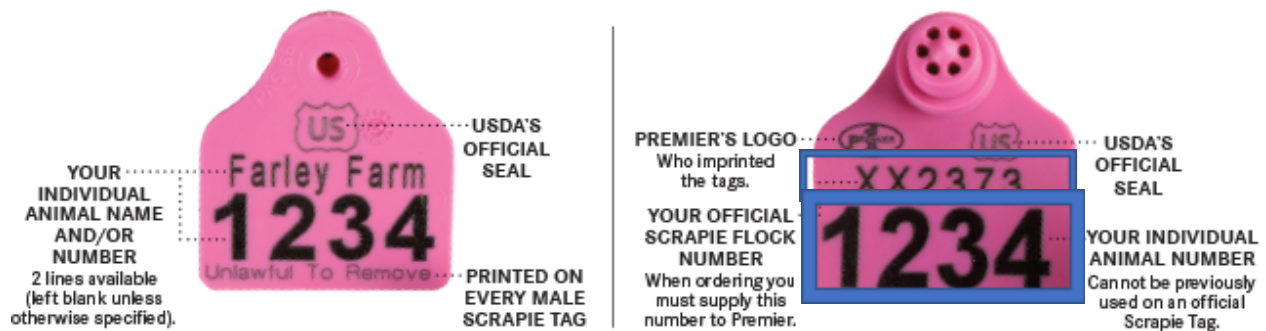 US
Farley Farm
1234
Unlawful To Remove
USDA'S
OFFICIAL
SEAL
YOUR
INDIVIDUAL
ANIMAL NAME
AND/OR
NUMBER
2 lines available
(left blank unless
otherwise specified).
PRINTED ON
EVERY MALE
SCRAPIE TAG
PREMIER'S LOGO
Who imprinted
the tags.
PREMIER
1
US
XX2373
1234
USDA'S
OFFICIAL
SEAL
YOUR OFFICIAL
SCRAPIE FLOCK
NUMBER
When ordering you
must supply this
number to Premier.
YOUR INDIVIDUAL
ANIMAL NUMBER
Cannot be previously
used on an official
Scrapie Tag.